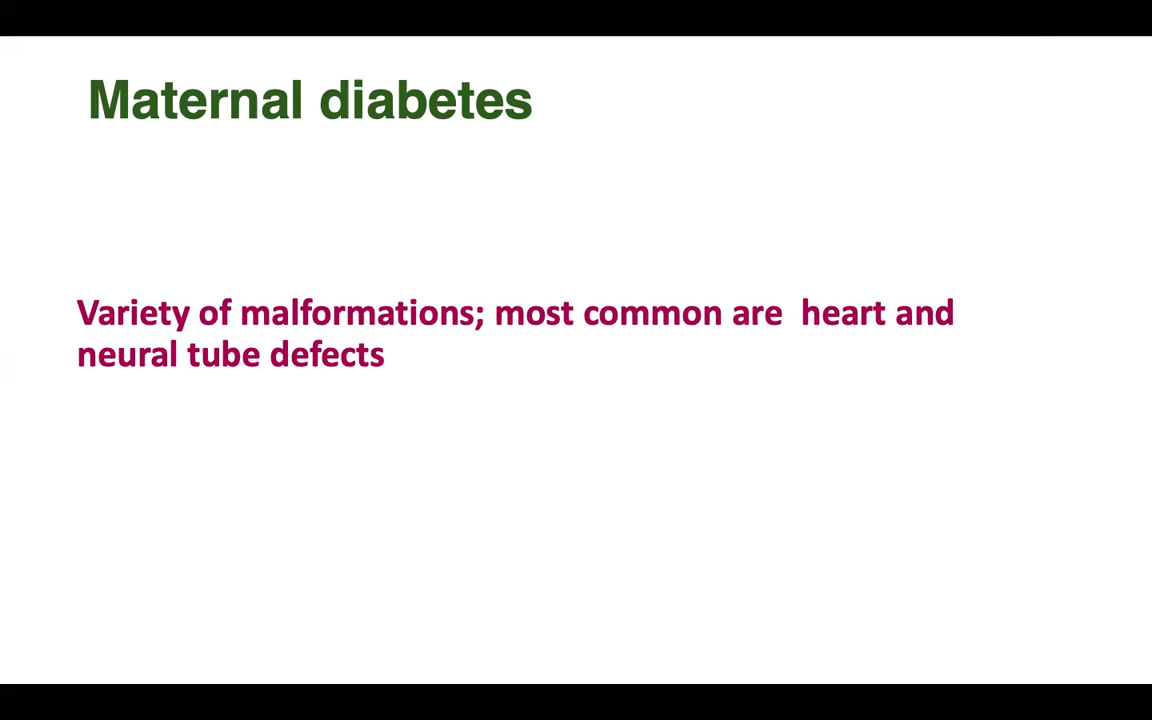 Maternal diabetes
Variety of malformations; most common are  heart and
neural tube defects